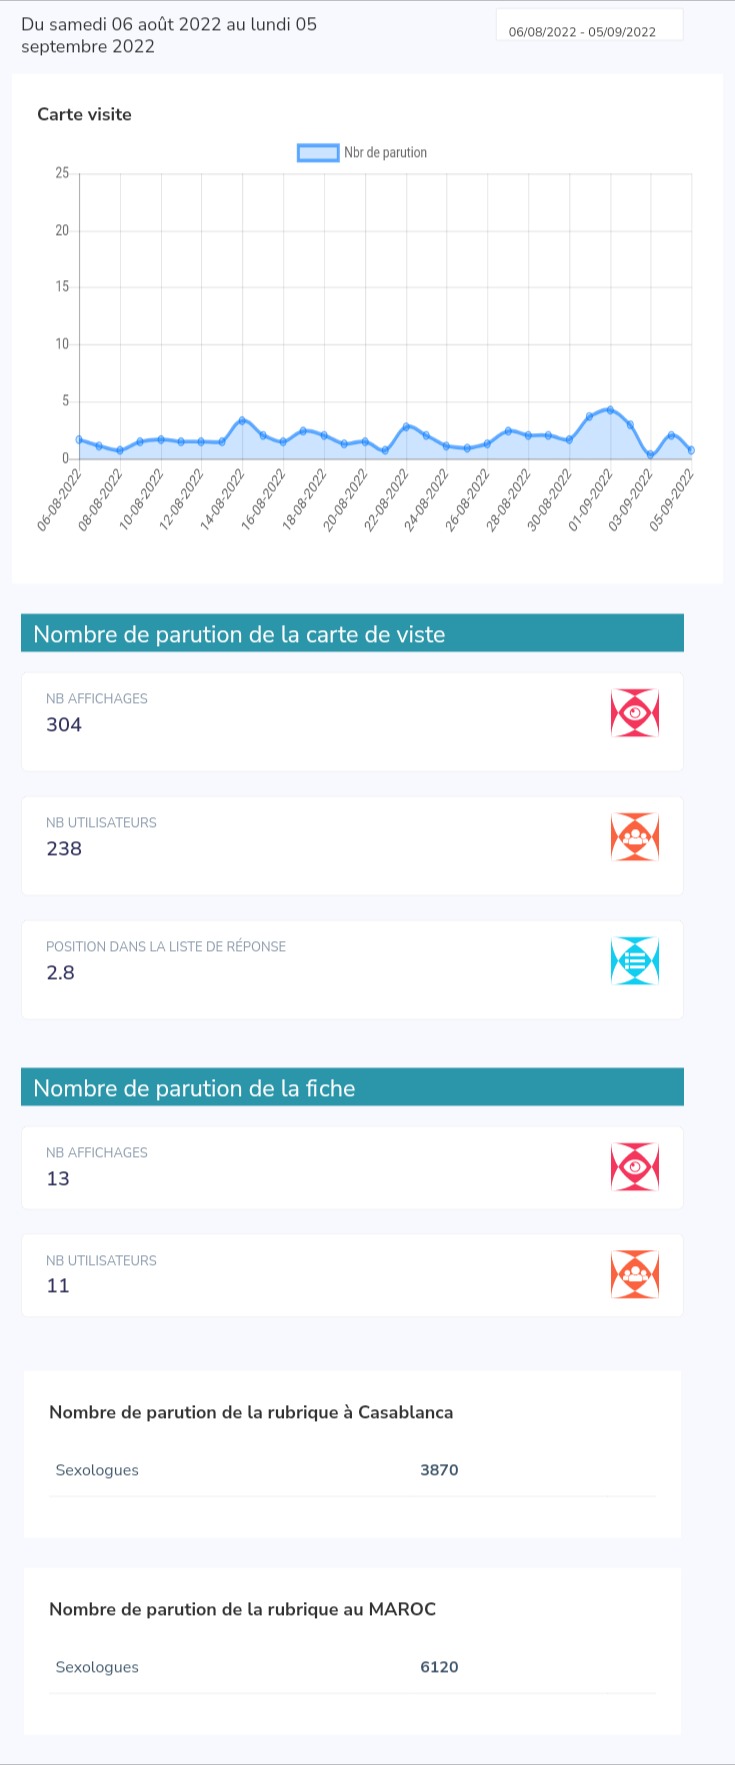 Du samedi 06 août 2022 au lundi 05
septembre 2022
06/08/2022 - 05/09/2022
Carte visite
Nbr de parution
25
20
15
10
5
0
06-08-2022
08-08-2022
10-08-2022
12-08-2022
14-08-2022
16-08-2022
18-08-2022
20-08-2022
22-08-2022
24-08-2022
26-08-2022
28-08-2022
30-08-2022
01-09-2022
03-09-2022
05-09-2022
Nombre de parution de la carte de viste
NB AFFICHAGES
304
NB UTILISATEURS
238
POSITION DANS LA LISTE DE RÉPONSE
2.8
Nombre de parution de la fiche
NB AFFICHAGES
13
NB UTILISATEURS
11
Nombre de parution de la rubrique à Casablanca
Sexologues 3870
Nombre de parution de la rubrique au MAROC
Sexologues 6120